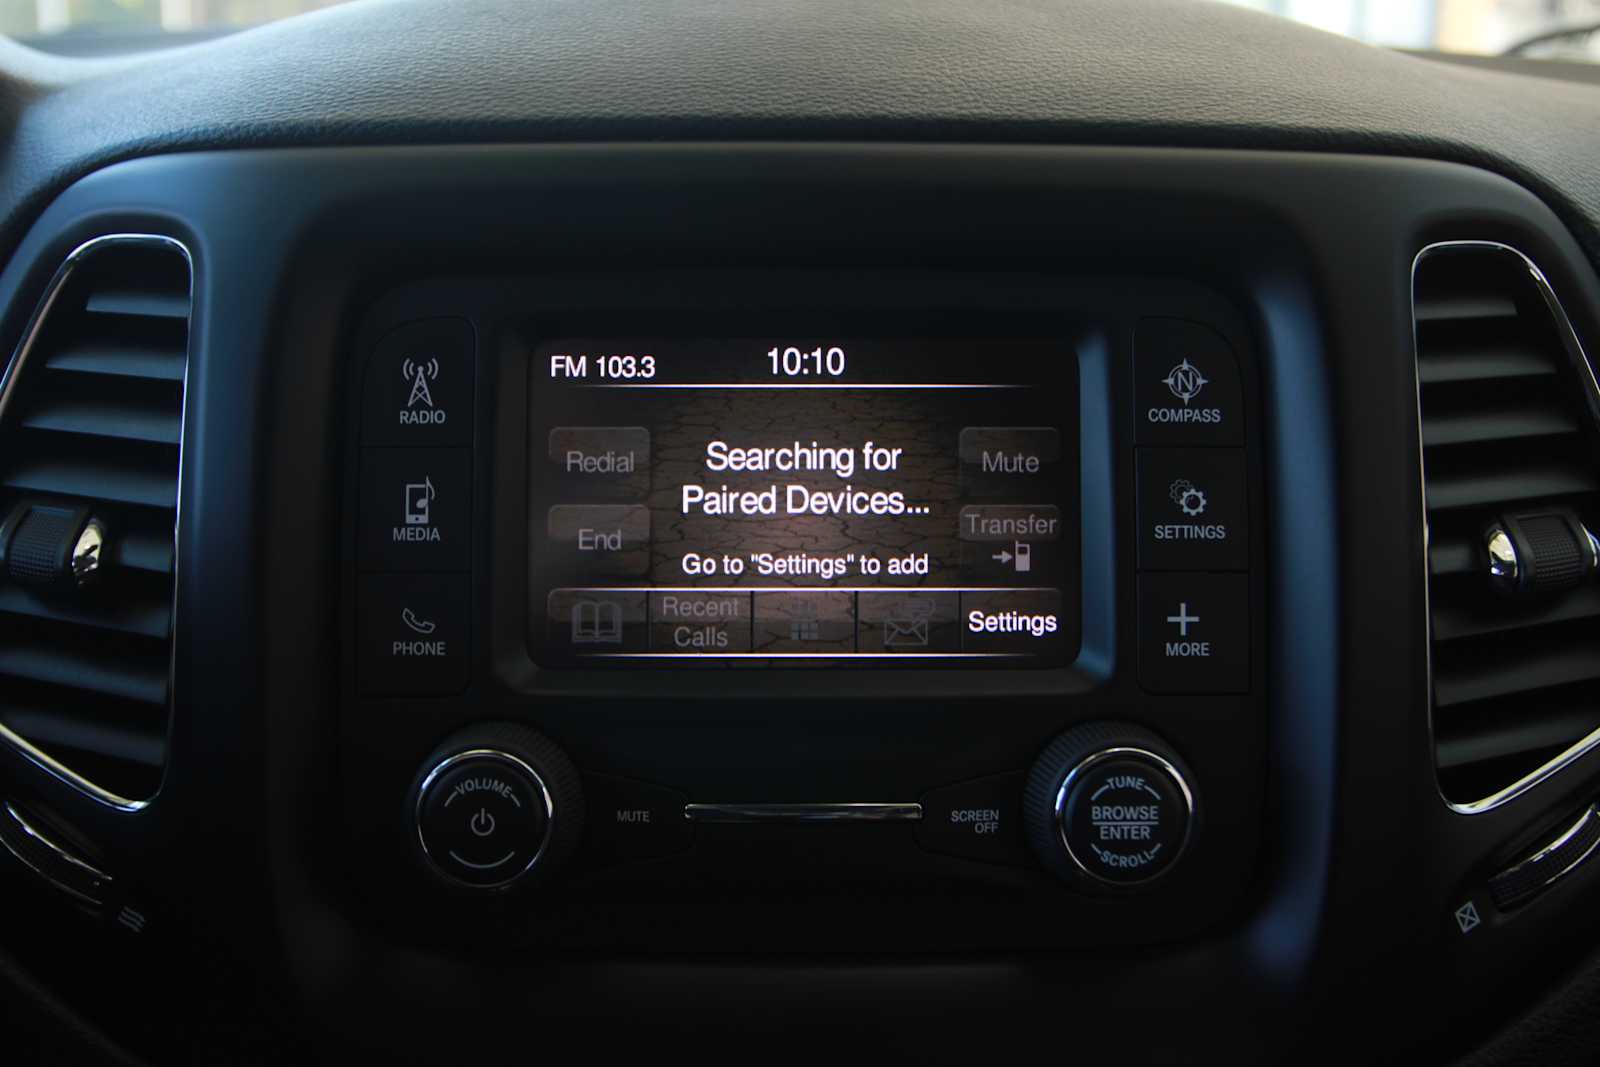 FM 103.3
10:10
RADIO
MEDIA
PHONE
Redial
End
Searching for
Paired Devices...
Go to "Settings" to add
Mute
Transfer
Recent
Calls
Settings
N
COMPASS
SETTINGS
MORE
VOLUME
MUTE
SCREEN
OFF
TUNE
BROWSE
ENTER
SCROLL